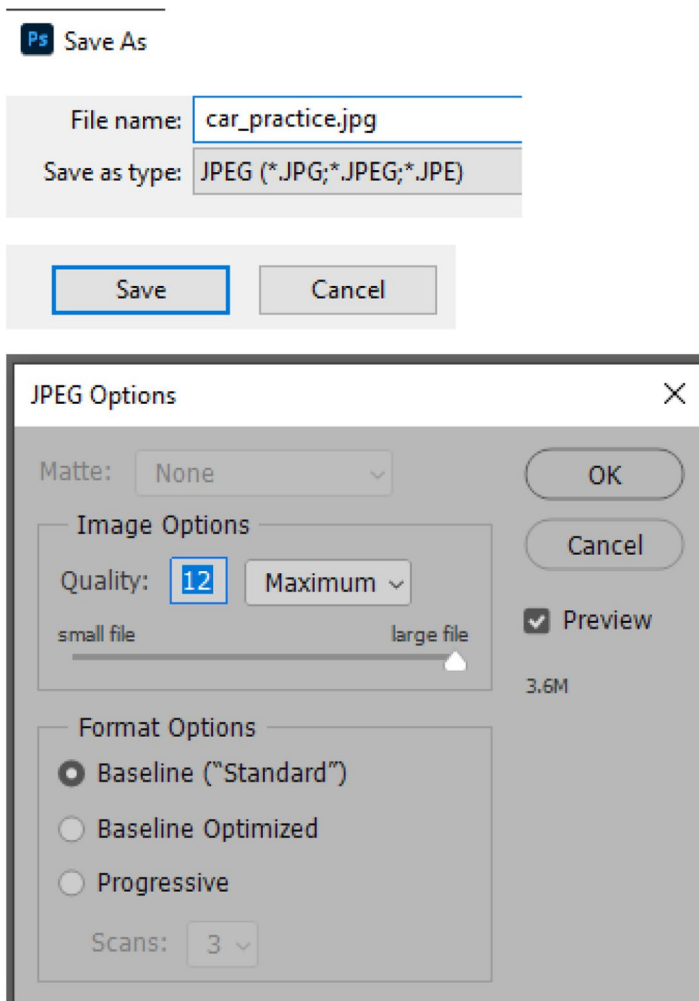 Ps Save As
File name: car_practice.jpg
Save as type: JPEG (*.JPG;*.JPEG;*.JPE)
Save Cancel
JPEG Options
Matte: None
OK
Image Options
Cancel
Quality: 12 Maximum
Preview
small file large file
3.6M
Format Options
Baseline (“Standard”)
Baseline Optimized
Progressive
Scans: 3